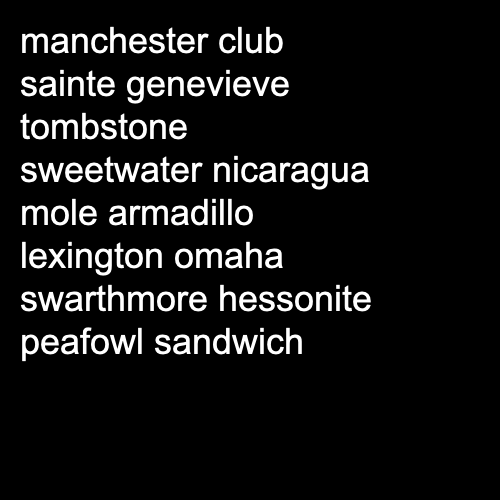 manchester club
sainte genevieve
tombstone
sweetwater nicaragua
mole armadillo
lexington omaha
swarthmore hessonite
peafowl sandwich